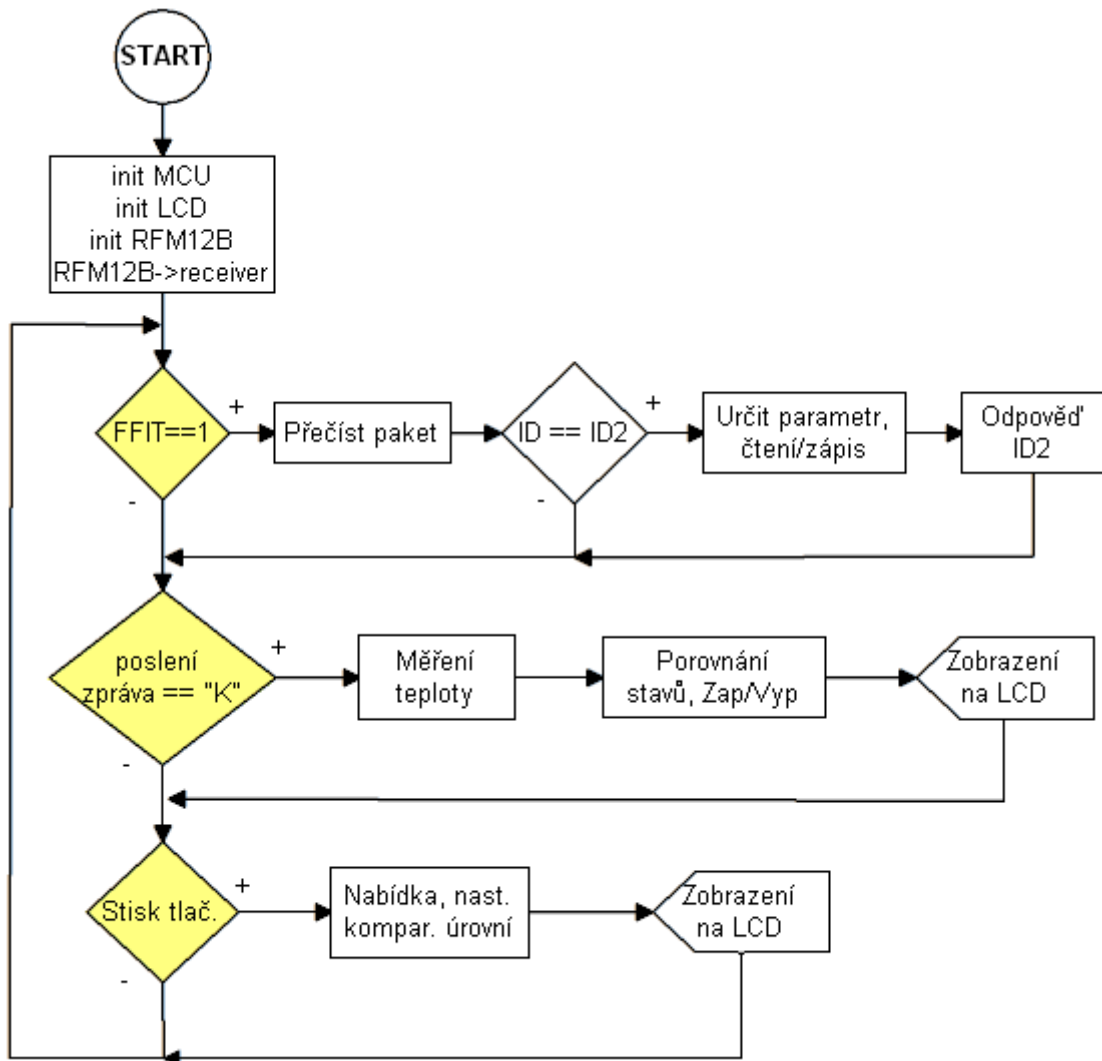 START
init MCU
init LCD
init RFM12B
RFM12B->receiver
FFIT==1
+
-
Přečíst paket
ID == ID2
+
-
Určit parametr,
čtení/zápis
Odpověď
ID2
poslení
zpráva == "K"
+
-
Měření
teploty
Porovnání
stavů, Zap/Vyp
Zobrazení
na LCD
Stisk tlač.
+
-
Nabídka, nast.
kompar. úrovní
Zobrazení
na LCD